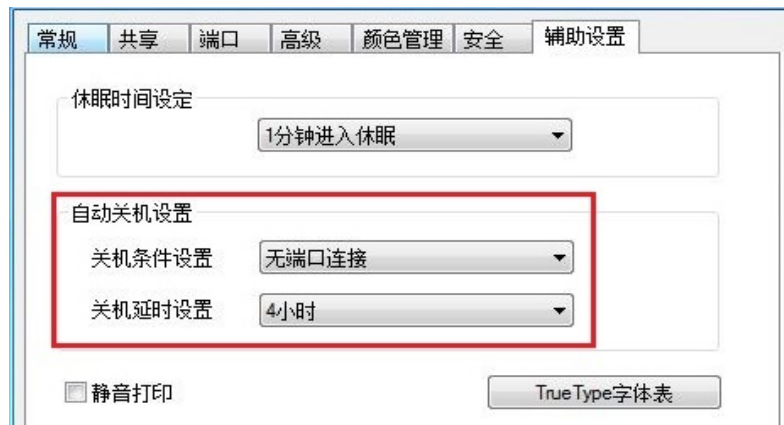 常规 共享 端口 高级 颜色管理 安全 辅助设置
休眠时间设定
1分钟进入休眠
自动关机设置
关机条件设置 无端口连接
关机延时设置 4小时
静音打印 TrueType字体表